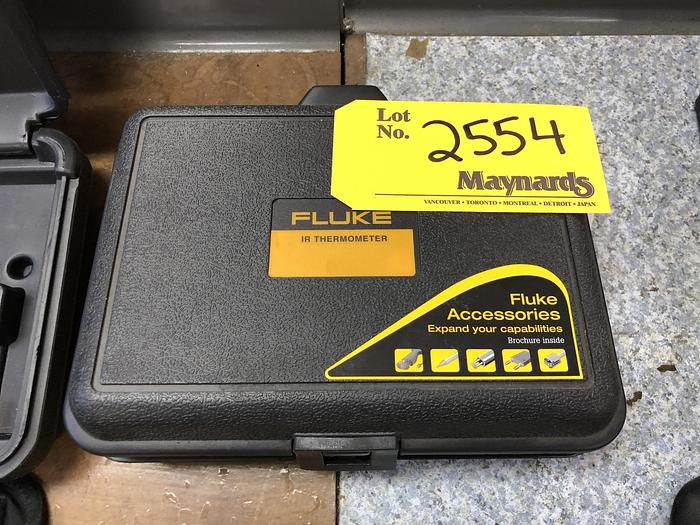 Lot
No. 2554
Maynards
VANCOUVER • TORONTO • MONTREAL • DETROIT • JAPAN
FLUKE
IR THERMOMETER
Fluke
Accessories
Expand your capabilities
Brochure inside